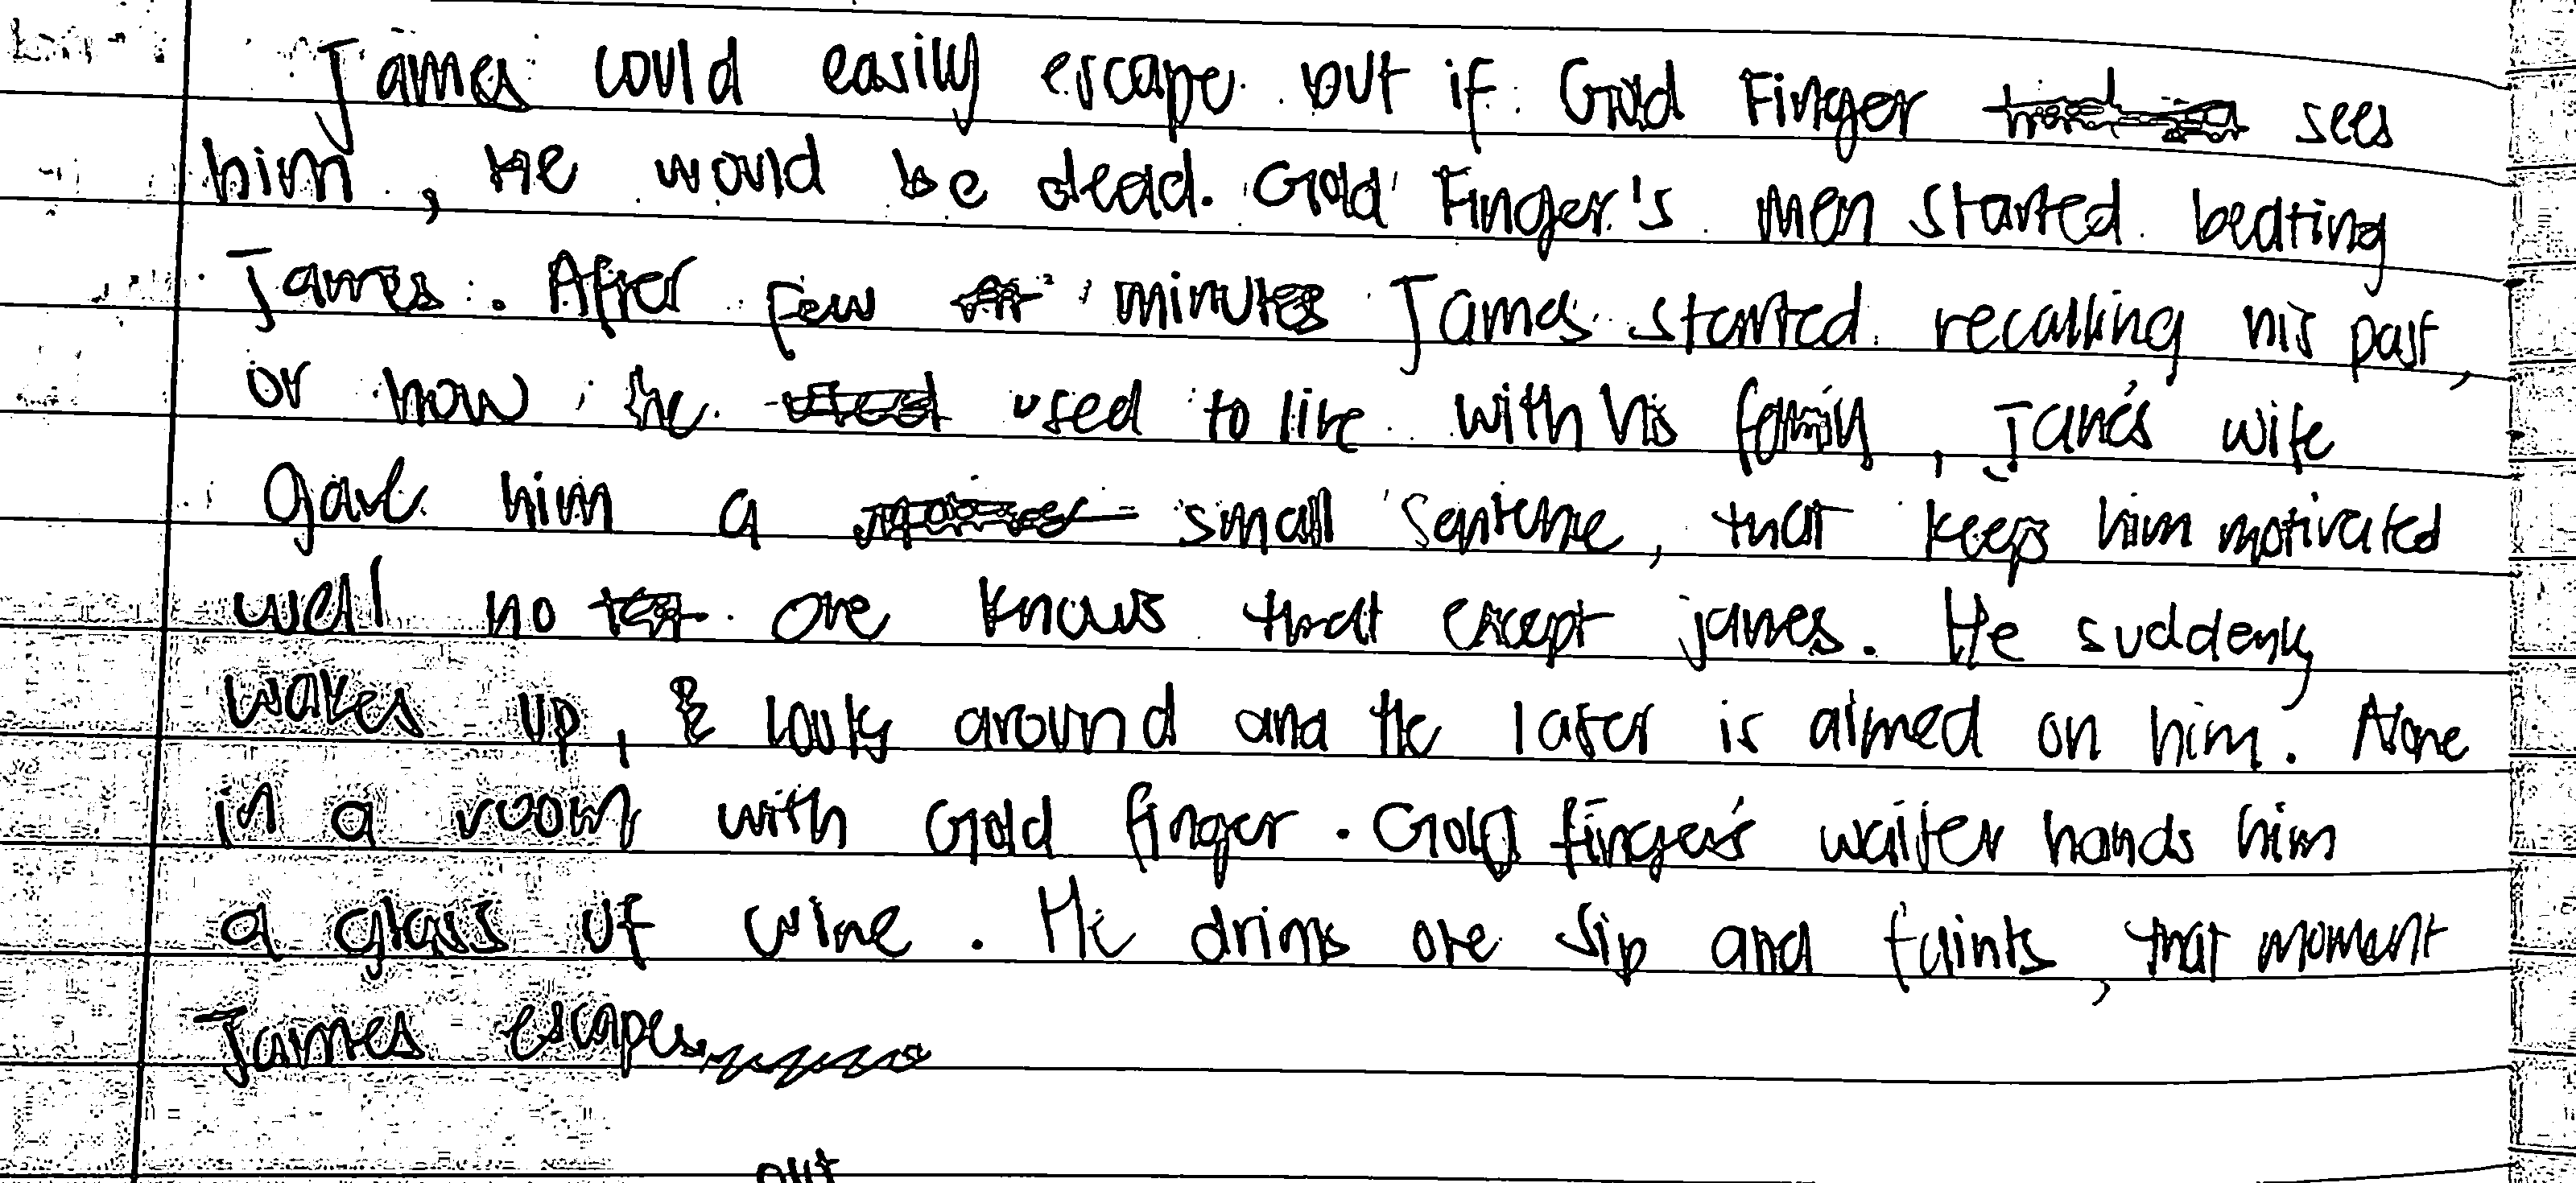 James could easily escape but if Gold Finger sees
him, He would be dead. Gold Finger's men started beating
James. After few minutes James started recalling his past,
or how he used to live with his family, Jame's wife
gave him a small sentence, that keeps him motivated
well no one knows that except james. He suddenly
wakes up, & looks around and the laser is aimed on him. Alone
in a room with Gold finger. Gold finger's waiter hands him
a glass of wine. He drinks one sip and faints, that moment
James escapes.
out